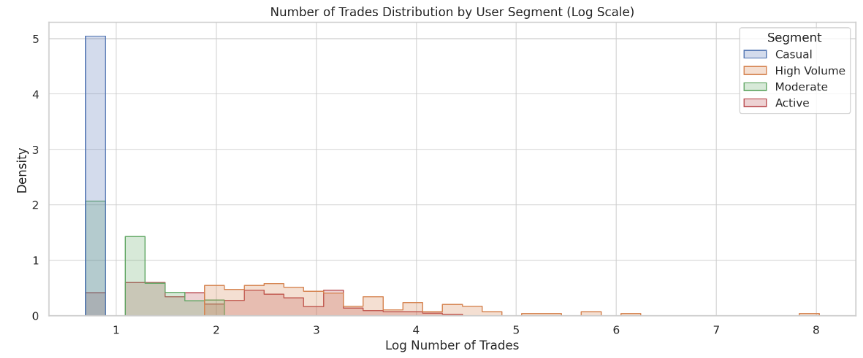 Number of Trades Distribution by User Segment (Log Scale)
Segment
Casual
High Volume
Moderate
Active
5
4
3
2
1
0
Density
1 2 3 4 5 6 7 8
Log Number of Trades